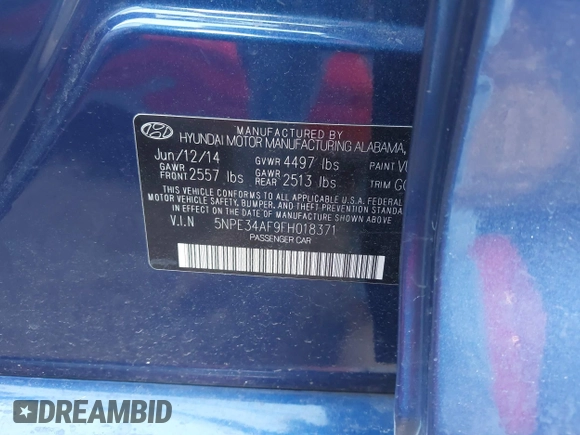 MANUFACTURED BY
HYUNDAI MOTOR MANUFACTURING ALABAMA,
Jun/12/14 GVWR 4497 lbs PAINT
GAWR FRONT 2557 lbs GAWR REAR 2513 lbs TRIM
THIS VEHICLE CONFORMS TO ALL APPLICABLE U.S.A. FEDERAL
MOTOR VEHICLE SAFETY, BUMPER, AND THEFT PREVENTION
IN EFFECT ON THE DATE OF MANUFACTURE SHOWN ABOVE
V.I.N 5NPE34AF9FH018371
PASSENGER CAR
DREAMBID